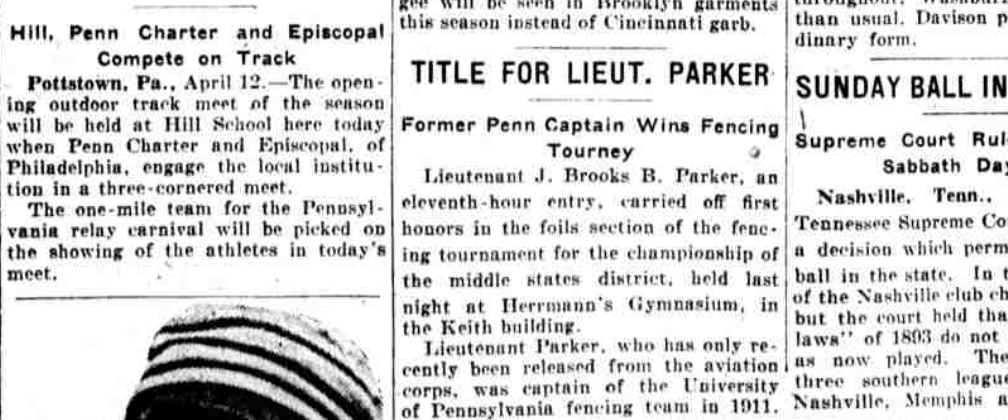 Hill, Penn Charter and Episcopal
Compete on Track
Pottstown, Pa., April 12.—The open-
ing outdoor track meet of the season
will be held at Hill School here today
when Penn Charter and Episcopal, of
Philadelphia, engage the local institu-
tion in a three-cornered meet.
The one-mile team for the Pennsyl-
vania relay carnival will be picked on
the showing of the athletes in today's
meet.
gee will be seen in Brooklyn garments
this season instead of Cincinnati garb.
TITLE FOR LIEUT. PARKER
Former Penn Captain Wins Fencing
Tourney
Lieutenant J. Brooks B. Parker, an
eleventh-hour entry, carried off first
honors in the foils section of the fenc-
ing tournament for the championship of
the middle states district, held last
night at Herrmann's Gymnasium, in
the Keith building.
Lieutenant Parker, who has only re-
cently been released from the aviation
corps, was captain of the University
of Pennsylvania fencing team in 1911.
than usual. Davison
dinary form.
SUNDAY BALL IN
Supreme Court
Sabbath
Nashville, Tenn.,
Tennessee Supreme
a decision which
ball in the state. In
of the Nashville club
but the court held
laws" of 1893 do not
as now played. The
three southern
Nashville, Memphis